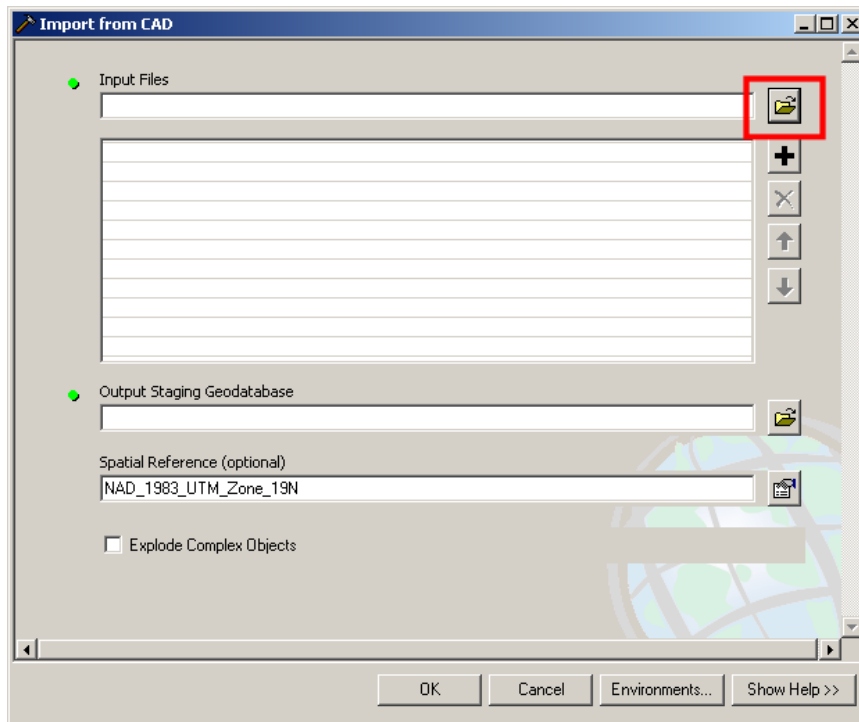 Import from CAD
Input Files
Output Staging Geodatabase
Spatial Reference (optional)
NAD_1983_UTM_Zone_19N
Explode Complex Objects
OK Cancel Environments... Show Help >>